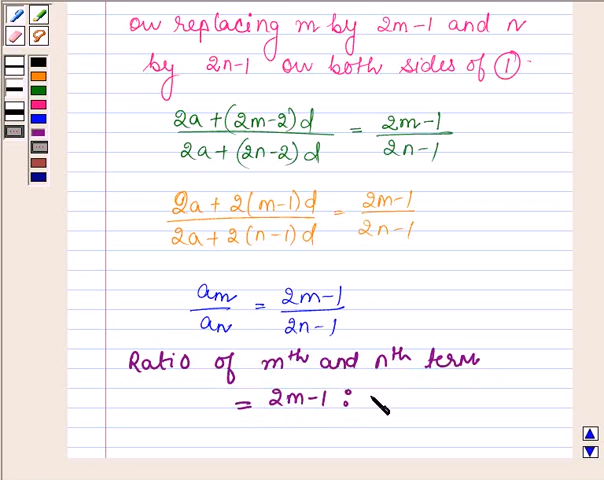 on replacing m by 2m-1 and n
by 2n-1 on both sides of ①.
2a+(2m-2)d / 2a+(2n-2)d = 2m-1 / 2n-1
2a+2(m-1)d / 2a+2(n-1)d = 2m-1 / 2n-1
am / an = 2m-1 / 2n-1
Ratio of mth and nth term
= 2m-1 :